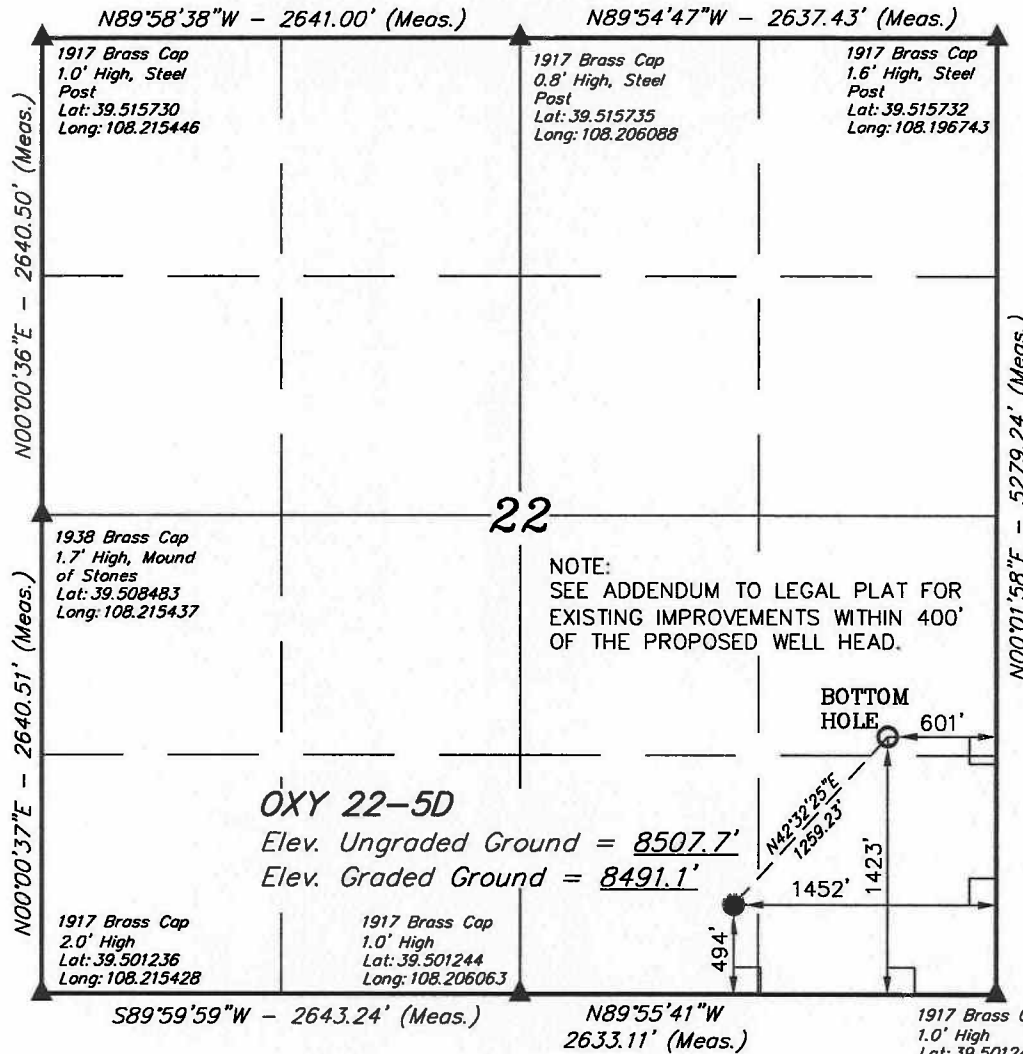 N89°58'38"W - 2641.00' (Meas.)
N89°54'47"W - 2637.43' (Meas.)
1917 Brass Cap
1.0' High, Steel
Post
Lat: 39.515730
Long: 108.215446
1917 Brass Cap
0.8' High, Steel
Post
Lat: 39.515735
Long: 108.206088
1917 Brass Cap
1.6' High, Steel
Post
Lat: 39.515732
Long: 108.196743
N00°00'36"E - 2640.50' (Meas.)
N00°01'58"E - 5279.24' (Meas.)
22
1938 Brass Cap
1.7' High, Mound
of Stones
Lat: 39.508483
Long: 108.215437
NOTE:
SEE ADDENDUM TO LEGAL PLAT FOR
EXISTING IMPROVEMENTS WITHIN 400'
OF THE PROPOSED WELL HEAD.
N00°00'37"E - 2640.51' (Meas.)
BOTTOM
HOLE
601'
N42°32'25"E
1259.23'
1423'
1452'
494'
OXY 22-5D
Elev. Ungraded Ground = 8507.7'
Elev. Graded Ground = 8491.1'
1917 Brass Cap
2.0' High
Lat: 39.501236
Long: 108.215428
1917 Brass Cap
1.0' High
Lat: 39.501244
Long: 108.206063
S89°59'59"W - 2643.24' (Meas.)
N89°55'41"W
2633.11' (Meas.)
1917 Brass
1.0' High